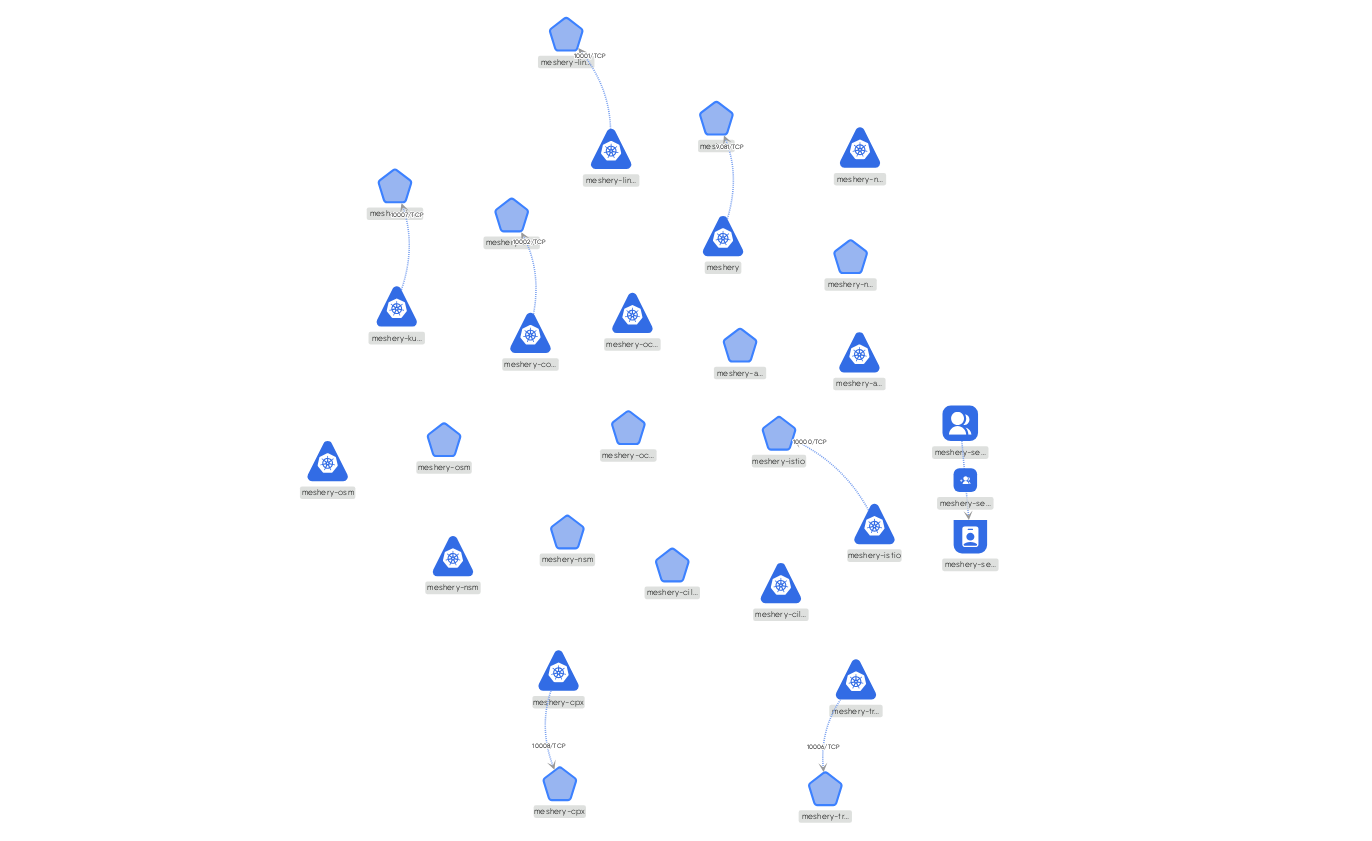 10001/TCP
meshery-lin...
9081/TCP
meshery-lin...
meshery-n...
10007/TCP
10002/TCP
meshery
meshery-n...
meshery-ku...
meshery-oc...
meshery-co...
meshery-a...
meshery-a...
10000/TCP
meshery-se...
meshery-oc...
meshery-istio
meshery-osm
meshery-osm
meshery-se...
meshery-istio
meshery-nsm
meshery-se...
meshery-nsm
meshery-cil...
meshery-cil...
meshery-cpx
meshery-tr...
10008/TCP
10006/TCP
meshery-cpx
meshery-tr...